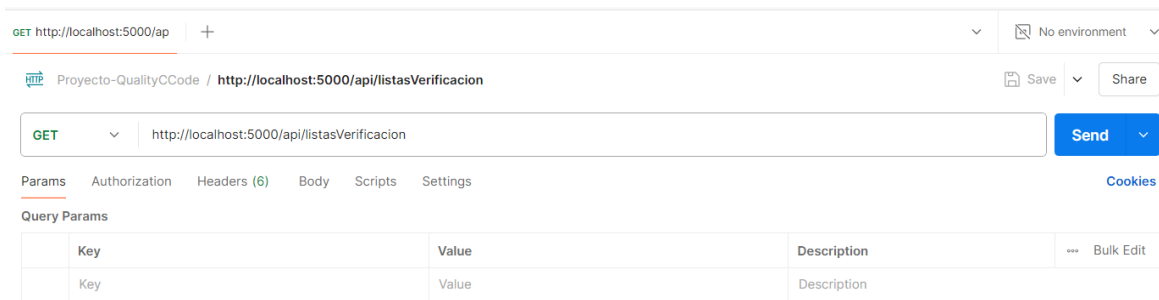 GET http://localhost:5000/ap + No environment
HTTP Proyecto-QualityCCode / http://localhost:5000/api/listasVerificacion Save Share
GET http://localhost:5000/api/listasVerificacion Send
Params Authorization Headers (6) Body Scripts Settings Cookies
Query Params
Key Value Description Bulk Edit
Key Value Description